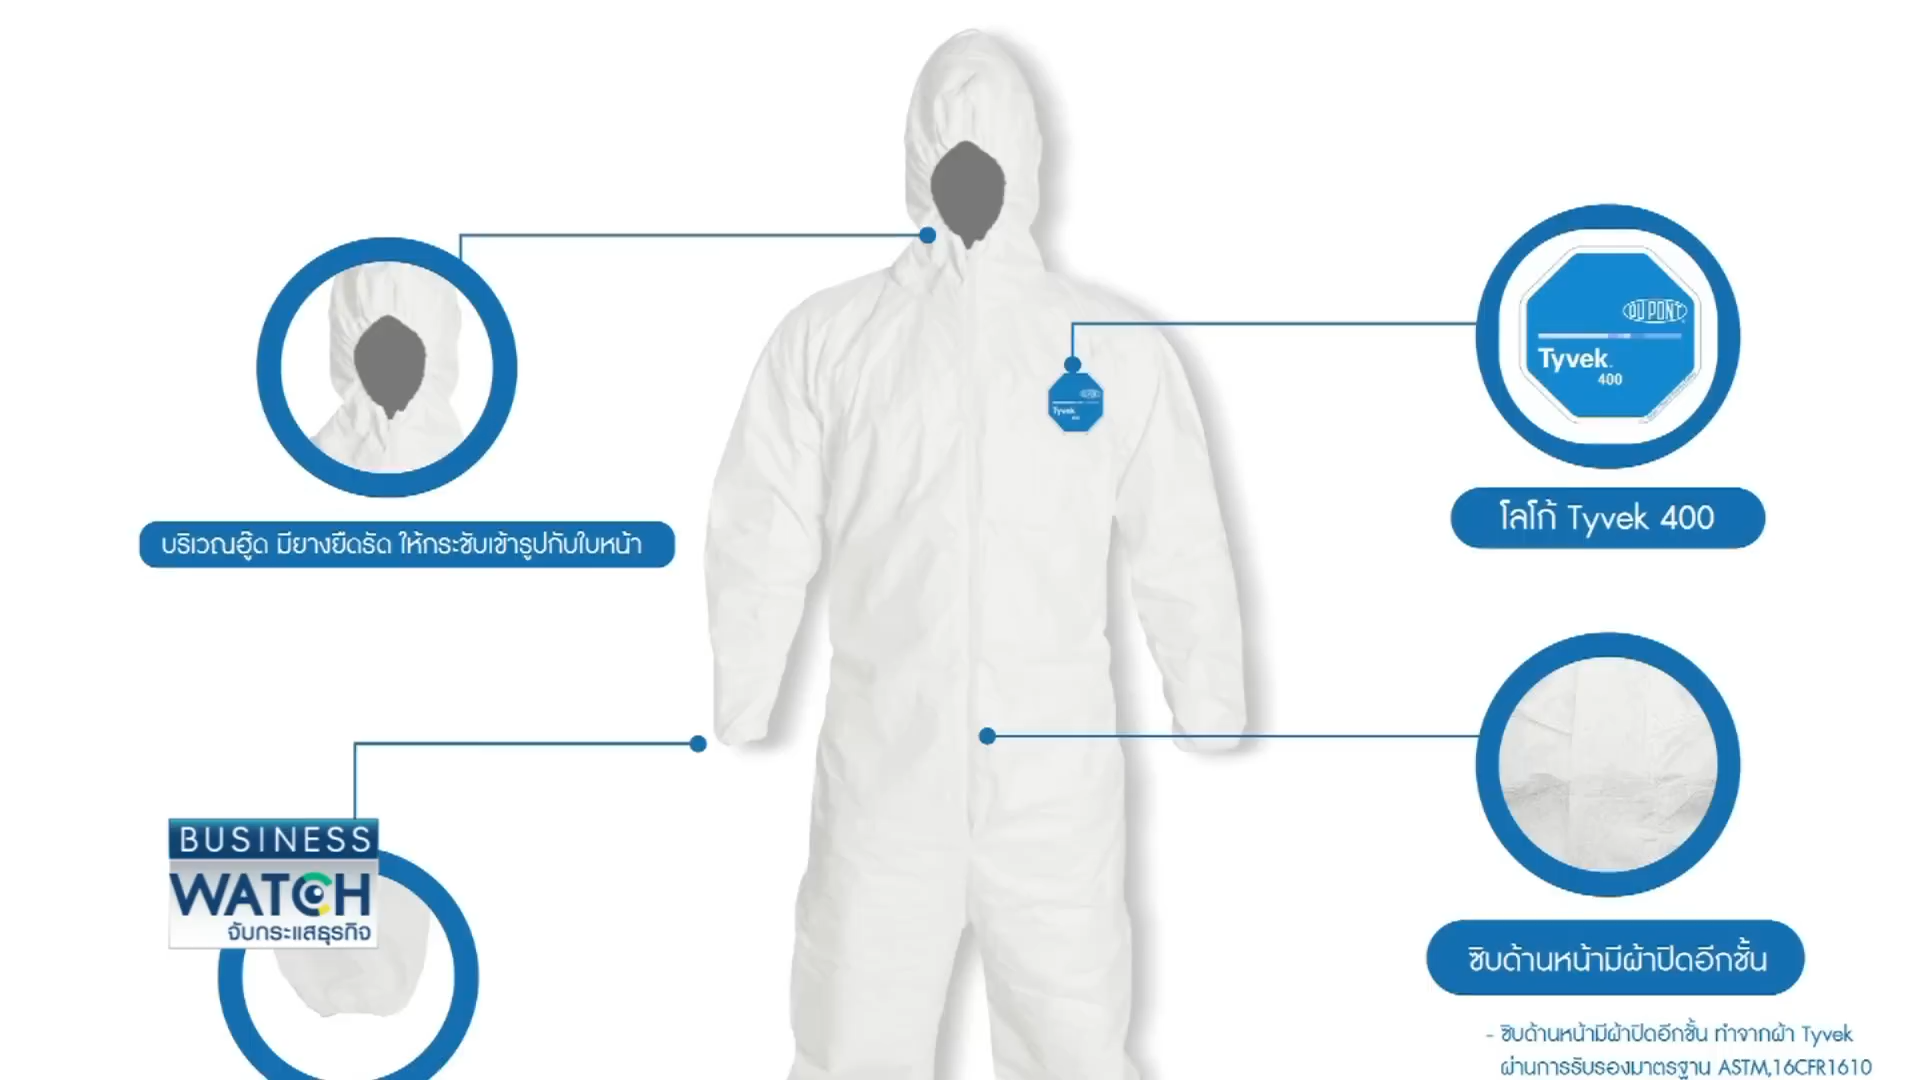 DUPONT
Tyvek.
400
DUPONT
Tyvek
บริเวณฮู๊ด มียางยืดรัด ให้กระชับเข้ารูปกับใบหน้า
โลโก้ Tyvek 400
BUSINESS
WATCH
จับกระแสธุรกิจ
ซิบด้านหน้ามีผ้าปิดอีกชั้น
- ซิบด้านหน้ามีผ้าปิดอีกชั้น ทำจากผ้า Tyvek
ผ่านการรับรองมาตรฐาน ASTM,16CFR1610